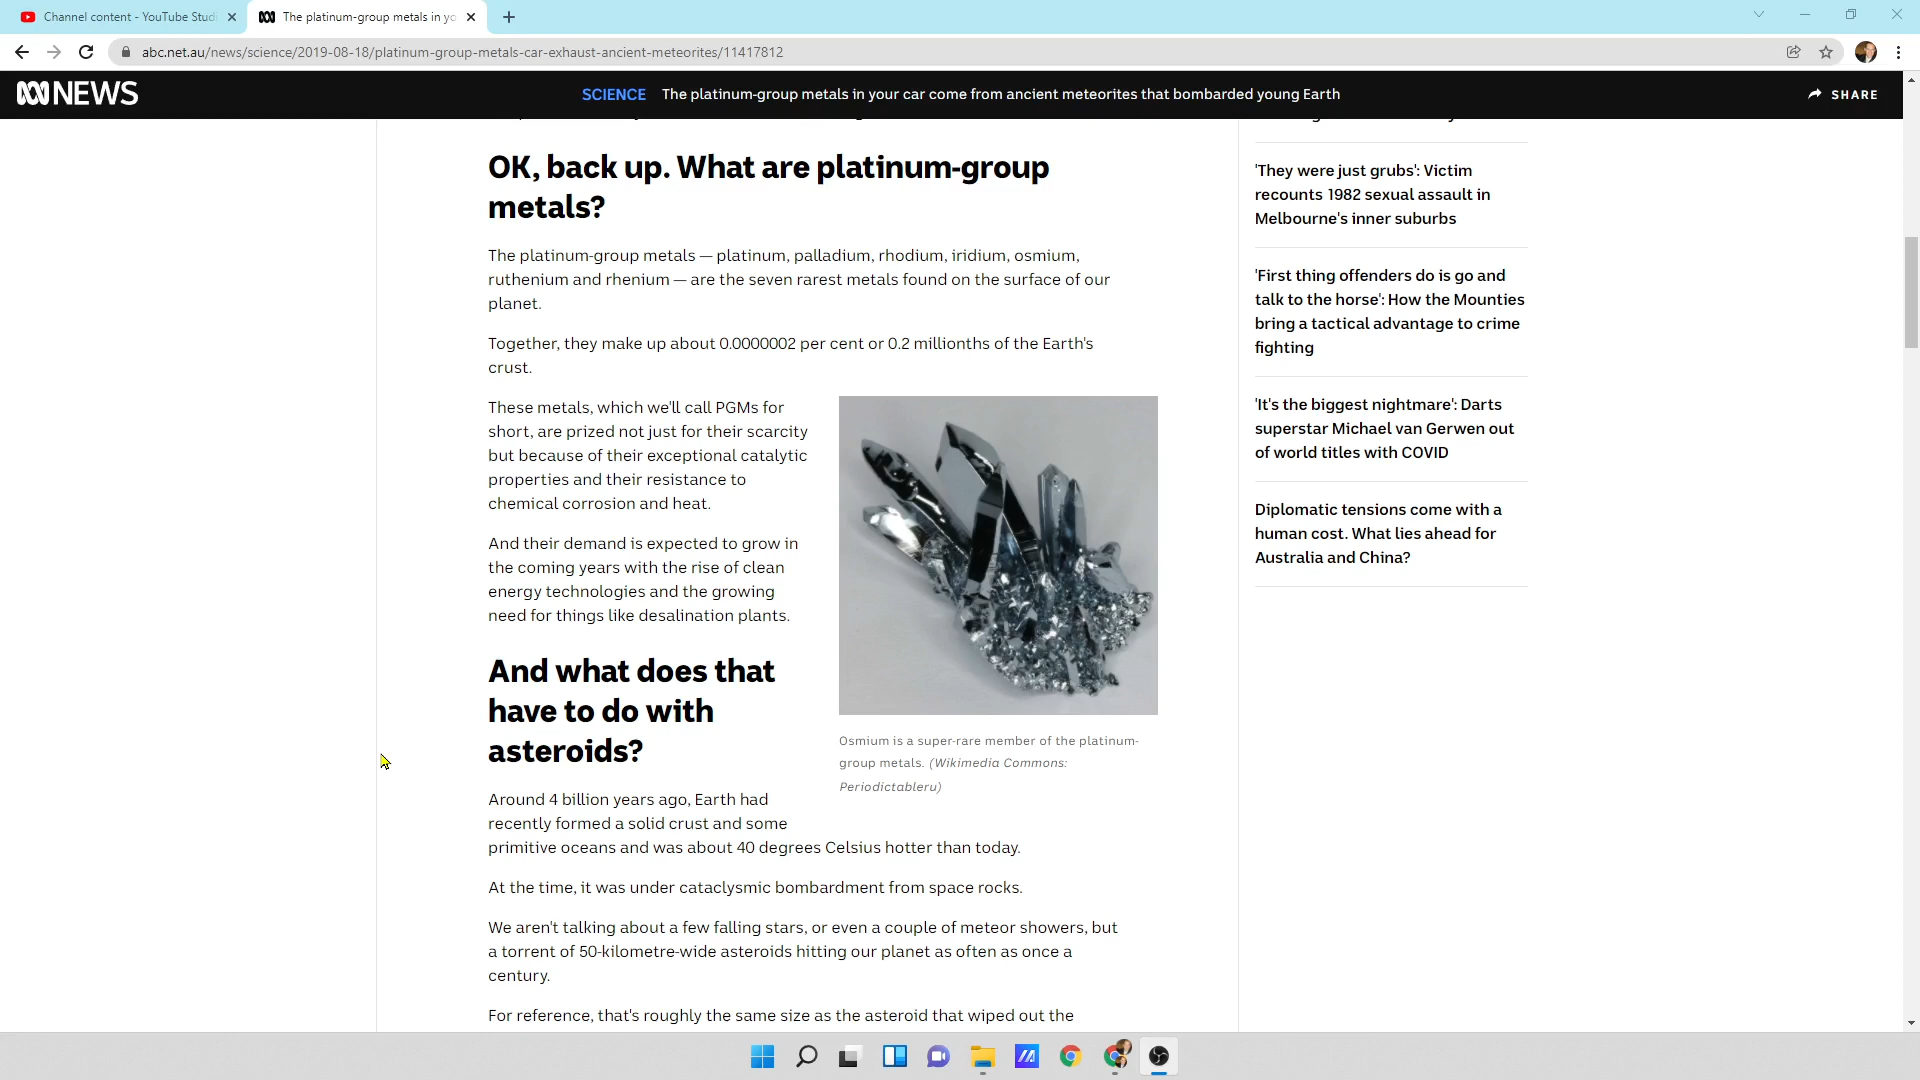 Channel content - YouTube Studi
The platinum-group metals in yo
abc.net.au/news/science/2019-08-18/platinum-group-metals-car-exhaust-ancient-meteorites/11417812
NEWS
SCIENCE The platinum-group metals in your car come from ancient meteorites that bombarded young Earth
SHARE
OK, back up. What are platinum-group
metals?
The platinum-group metals — platinum, palladium, rhodium, iridium, osmium,
ruthenium and rhenium — are the seven rarest metals found on the surface of our
planet.
Together, they make up about 0.0000002 per cent or 0.2 millionths of the Earth's
crust.
These metals, which we'll call PGMs for
short, are prized not just for their scarcity
but because of their exceptional catalytic
properties and their resistance to
chemical corrosion and heat.
And their demand is expected to grow in
the coming years with the rise of clean
energy technologies and the growing
need for things like desalination plants.
Osmium is a super-rare member of the platinum-
group metals. (Wikimedia Commons:
Periodictableru)
And what does that
have to do with
asteroids?
Around 4 billion years ago, Earth had
recently formed a solid crust and some
primitive oceans and was about 40 degrees Celsius hotter than today.
At the time, it was under cataclysmic bombardment from space rocks.
We aren't talking about a few falling stars, or even a couple of meteor showers, but
a torrent of 50-kilometre-wide asteroids hitting our planet as often as once a
century.
For reference, that's roughly the same size as the asteroid that wiped out the
'They were just grubs': Victim
recounts 1982 sexual assault in
Melbourne's inner suburbs
'First thing offenders do is go and
talk to the horse': How the Mounties
bring a tactical advantage to crime
fighting
'It's the biggest nightmare': Darts
superstar Michael van Gerwen out
of world titles with COVID
Diplomatic tensions come with a
human cost. What lies ahead for
Australia and China?